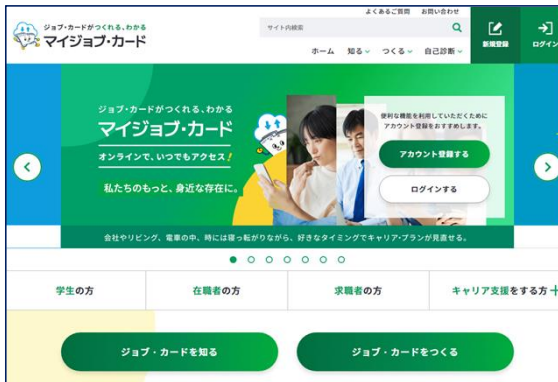 よくあるご質問 お問い合わせ
ジョブ・カードがつくれる、わかる
マイジョブ・カード
サイト内検索
新規登録
ログイン
ホーム 知る つくる 自己診断
ジョブ・カードがつくれる、わかる
マイジョブ・カード
オンラインで、いつでもアクセス!
私たちのもっと、身近な存在に。
便利な機能を利用していただくために
アカウント登録をおすすめします。
アカウント登録する
ログインする
会社やリビング、電車の中、時には寝っ転がりながら、好きなタイミングでキャリア・プランが見直せる。
学生の方
在職者の方
求職者の方
キャリア支援をする方
ジョブ・カードを知る
ジョブ・カードをつくる